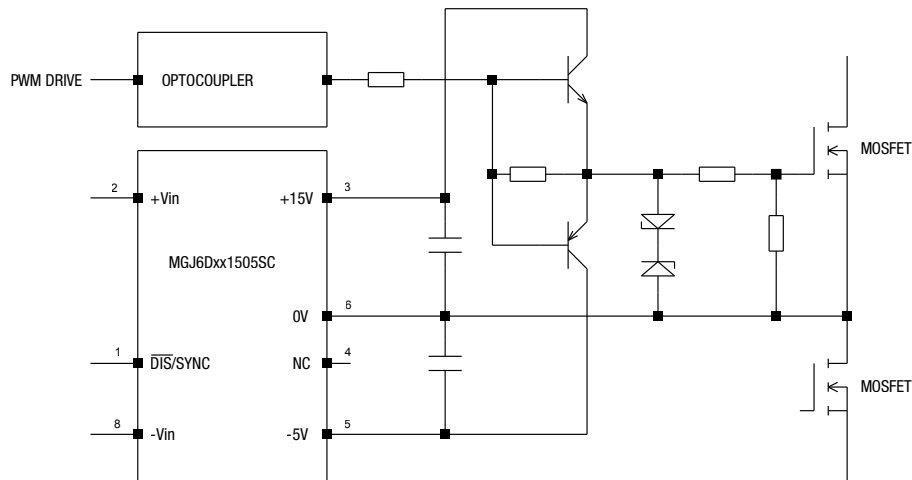 PWM DRIVE
OPTOCOUPLER
MOSFET
2
+Vin
+15V
3
MGJ6Dxx1505SC
0V
6
1
DIS/SYNC
NC
4
MOSFET
8
-Vin
-5V
5